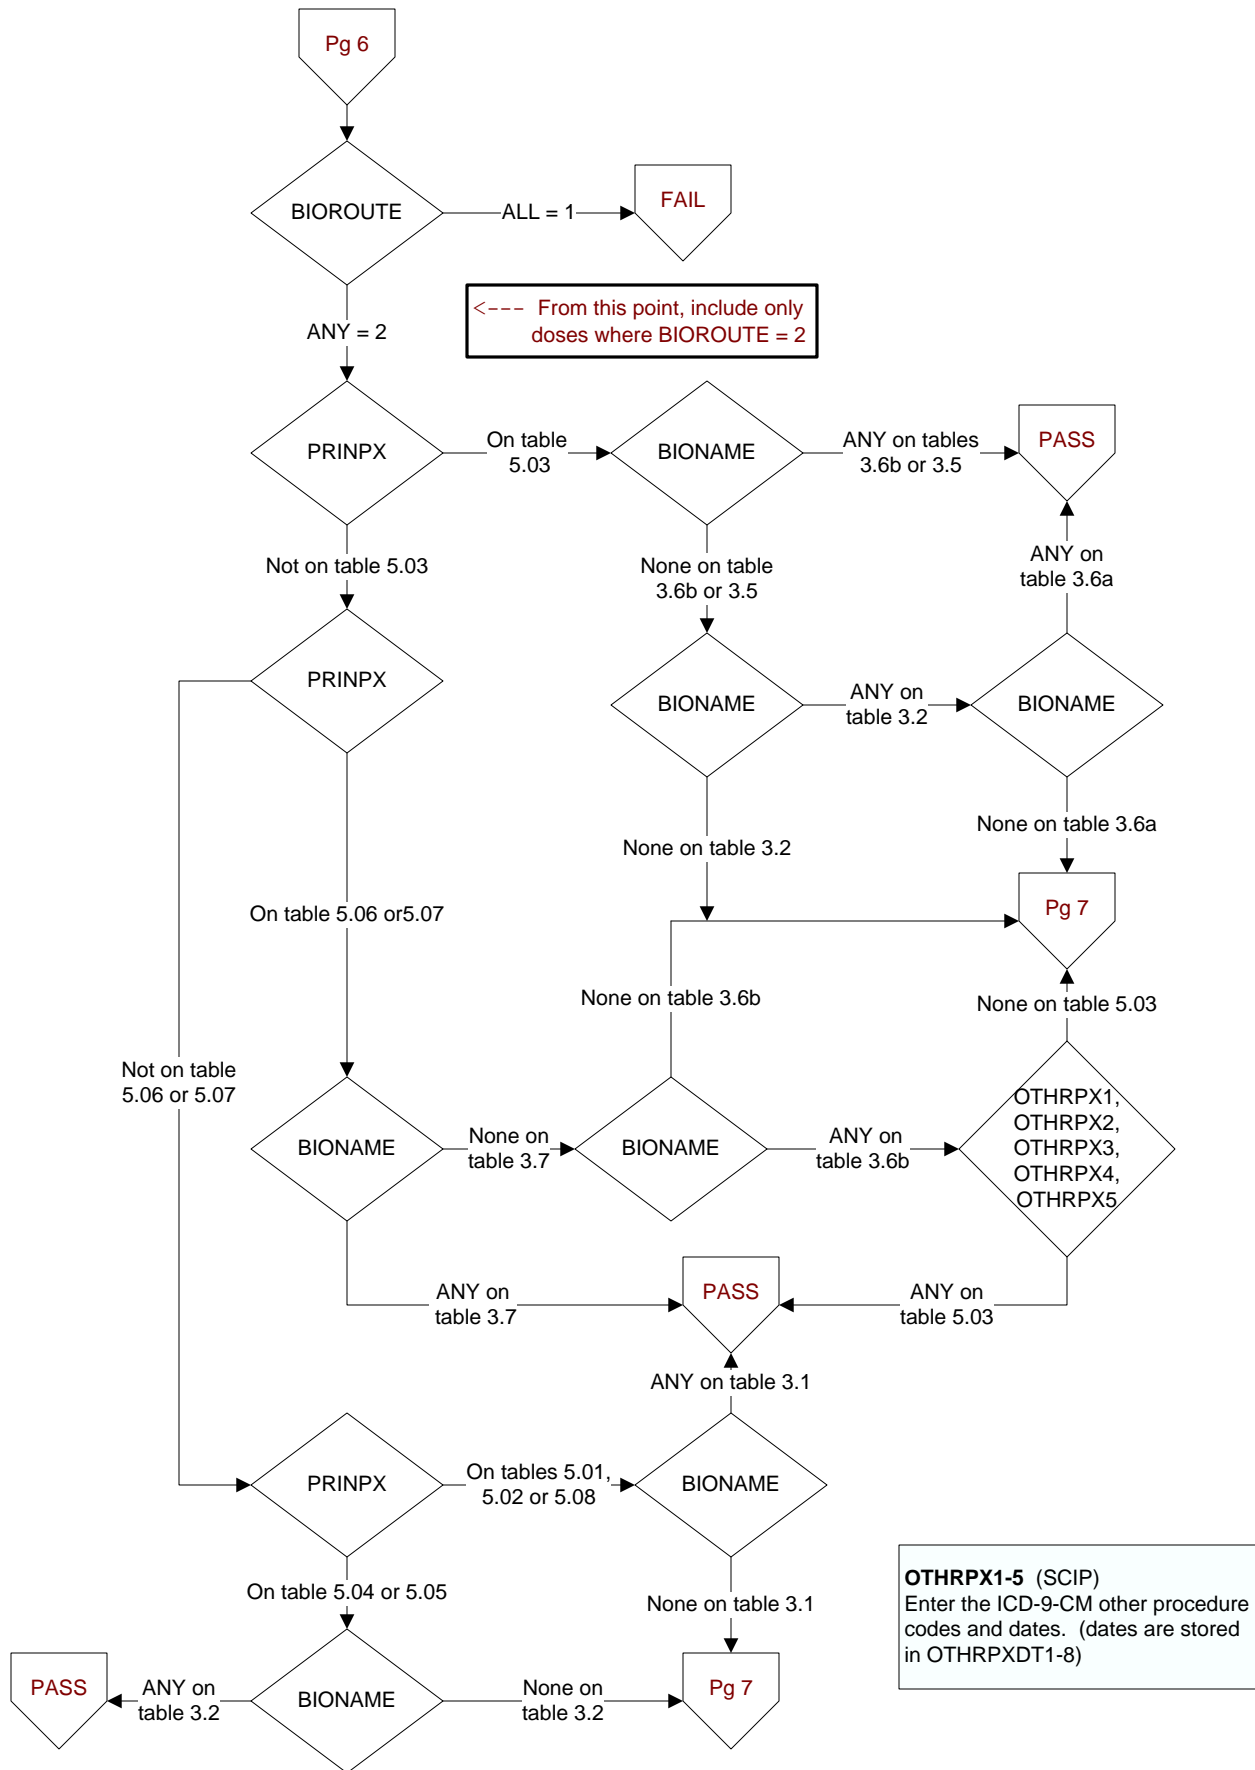 Pg 6
BIOROUTE
ALL = 1
FAIL
<--- From this point, include only
doses where BIOROUTE = 2
ANY = 2
PRINPX
On table
5.03
BIONAME
ANY on tables
3.6b or 3.5
PASS
Not on table 5.03
None on table
3.6b or 3.5
ANY on
table 3.6a
PRINPX
BIONAME
ANY on
table 3.2
BIONAME
None on table 3.2
None on table 3.6a
On table 5.06 or5.07
Pg 7
None on table 3.6b
None on table 5.03
Not on table
5.06 or 5.07
BIONAME
None on
table 3.7
BIONAME
ANY on
table 3.6b
OTHRPX1,
OTHRPX2,
OTHRPX3,
OTHRPX4,
OTHRPX5
ANY on
table 3.7
PASS
ANY on
table 5.03
ANY on table 3.1
PRINPX
On tables 5.01,
5.02 or 5.08
BIONAME
On table 5.04 or 5.05
None on table 3.1
OTHRPX1-5 (SCIP)
Enter the ICD-9-CM other procedure
codes and dates. (dates are stored
in OTHRPXDT1-8)
PASS
ANY on
table 3.2
BIONAME
None on
table 3.2
Pg 7